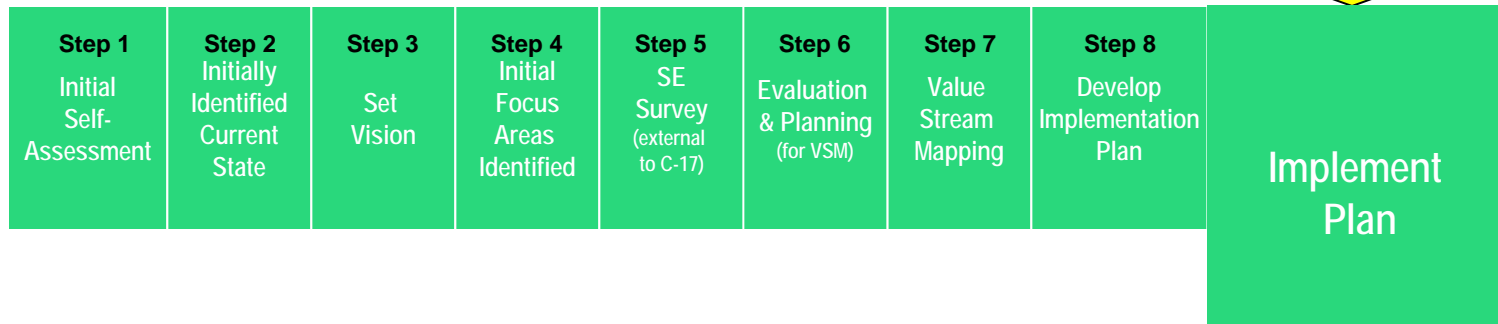 Step 1
Initial
Self-
Assessment
Step 2
Initially
Identified
Current
State
Step 3
Set
Vision
Step 4
Initial
Focus
Areas
Identified
Step 5
SE
Survey
(external
to C-17)
Step 6
Evaluation
& Planning
(for VSM)
Step 7
Value
Stream
Mapping
Step 8
Develop
Implementation
Plan
Implement
Plan